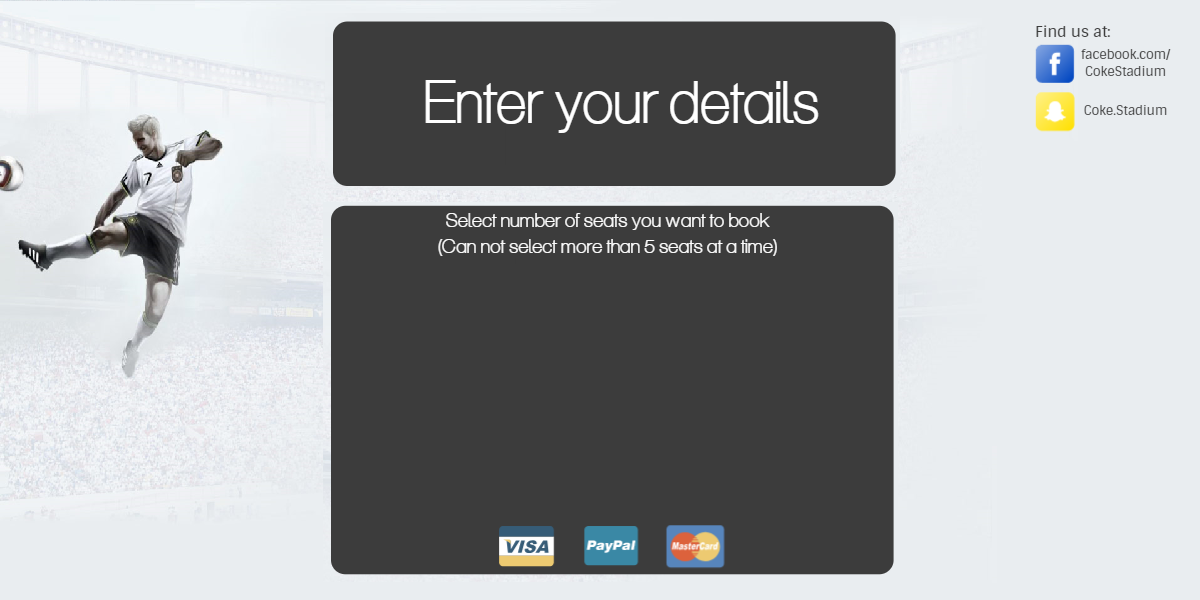 Enter your details
Select number of seats you want to book
(Can not select more than 5 seats at a time)
VISA
PayPal
MasterCard
Find us at:
facebook.com/
CokeStadium
Coke.Stadium
7